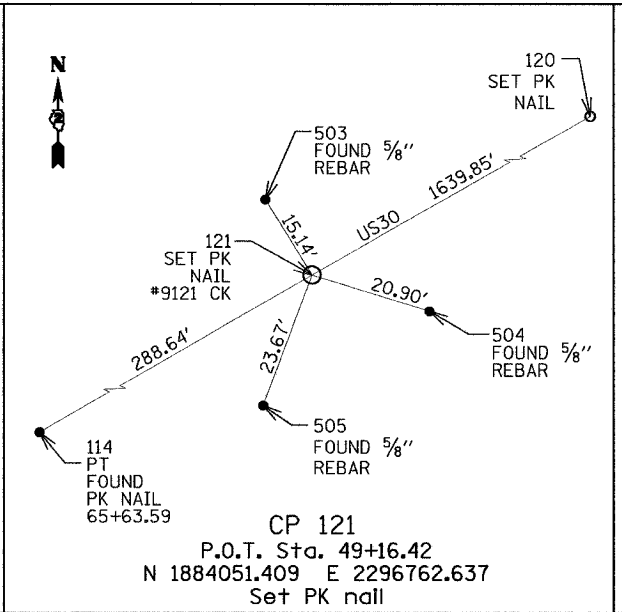 N
120
SET PK
NAIL
503
FOUND 5/8"
REBAR
1639.85'
US30
15.14'
121
SET PK
NAIL
#9121 CK
20.90'
288.64'
23.67'
504
FOUND 5/8"
REBAR
505
FOUND 5/8"
REBAR
114
PT
FOUND
PK NAIL
65+63.59
CP 121
P.O.T. Sta. 49+16.42
N 1884051.409 E 2296762.637
Set PK nail